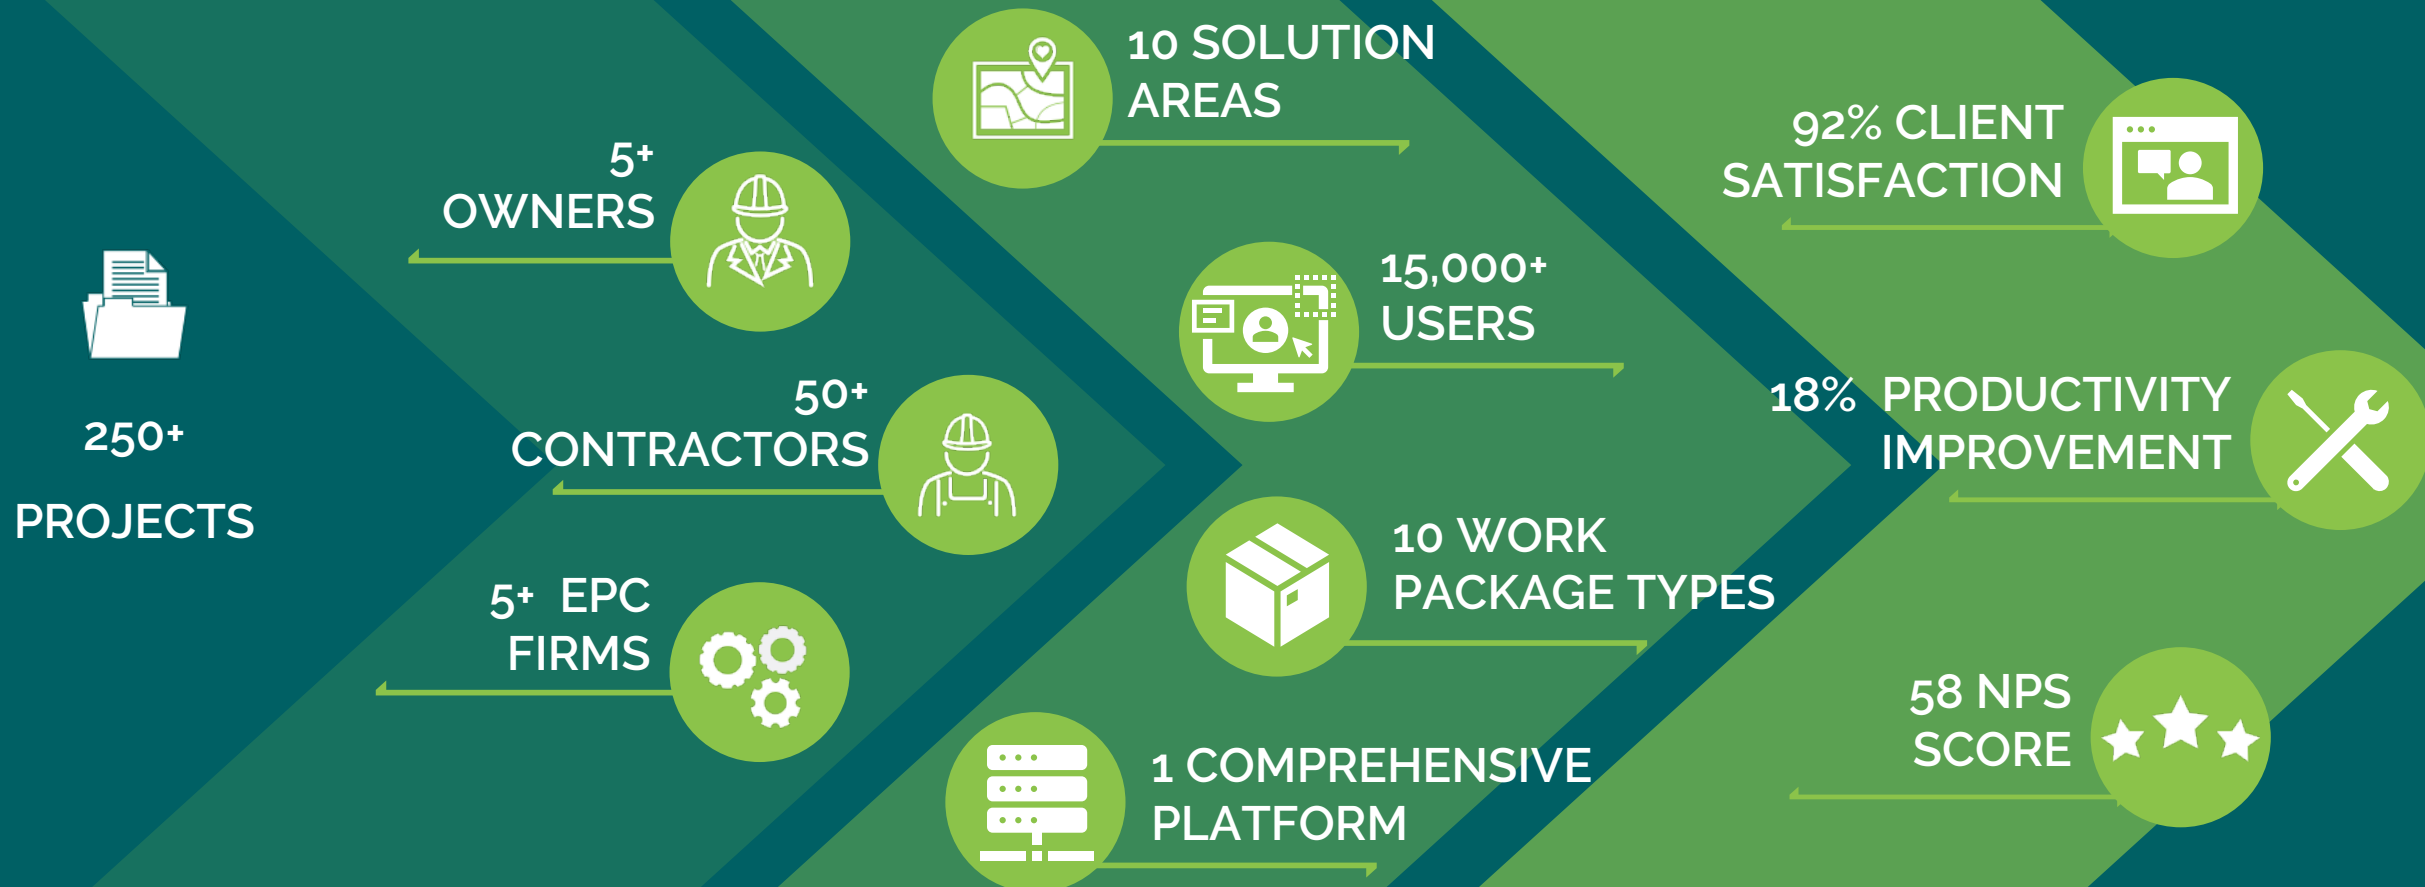 250+
PROJECTS
5+
OWNERS
50+
CONTRACTORS
5+ EPC
FIRMS
10 SOLUTION
AREAS
15,000+
USERS
10 WORK
PACKAGE TYPES
1 COMPREHENSIVE
PLATFORM
92% CLIENT
SATISFACTION
18% PRODUCTIVITY
IMPROVEMENT
58 NPS
SCORE